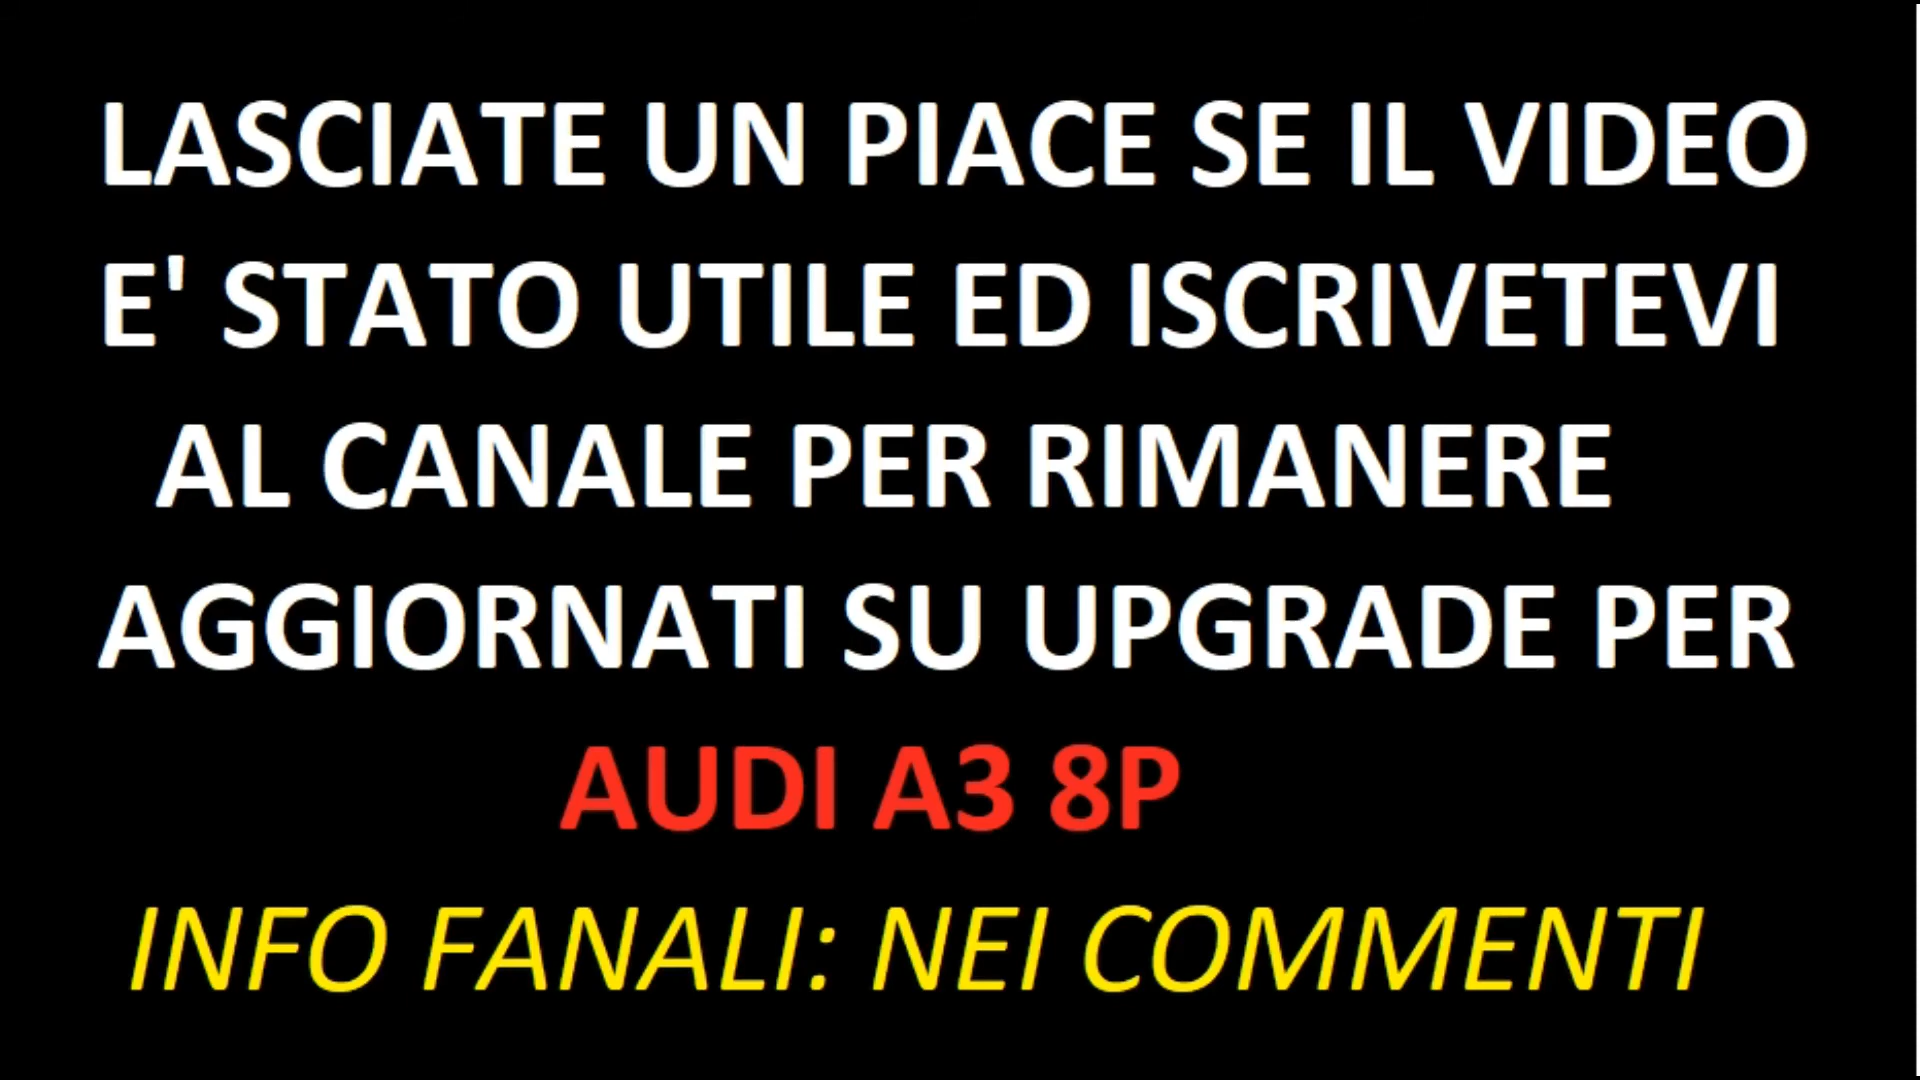 LASCIATE UN PIACE SE IL VIDEO
E' STATO UTILE ED ISCRIVETEVI
AL CANALE PER RIMANERE
AGGIORNATI SU UPGRADE PER
AUDI A3 8P
INFO FANALI: NEI COMMENTI